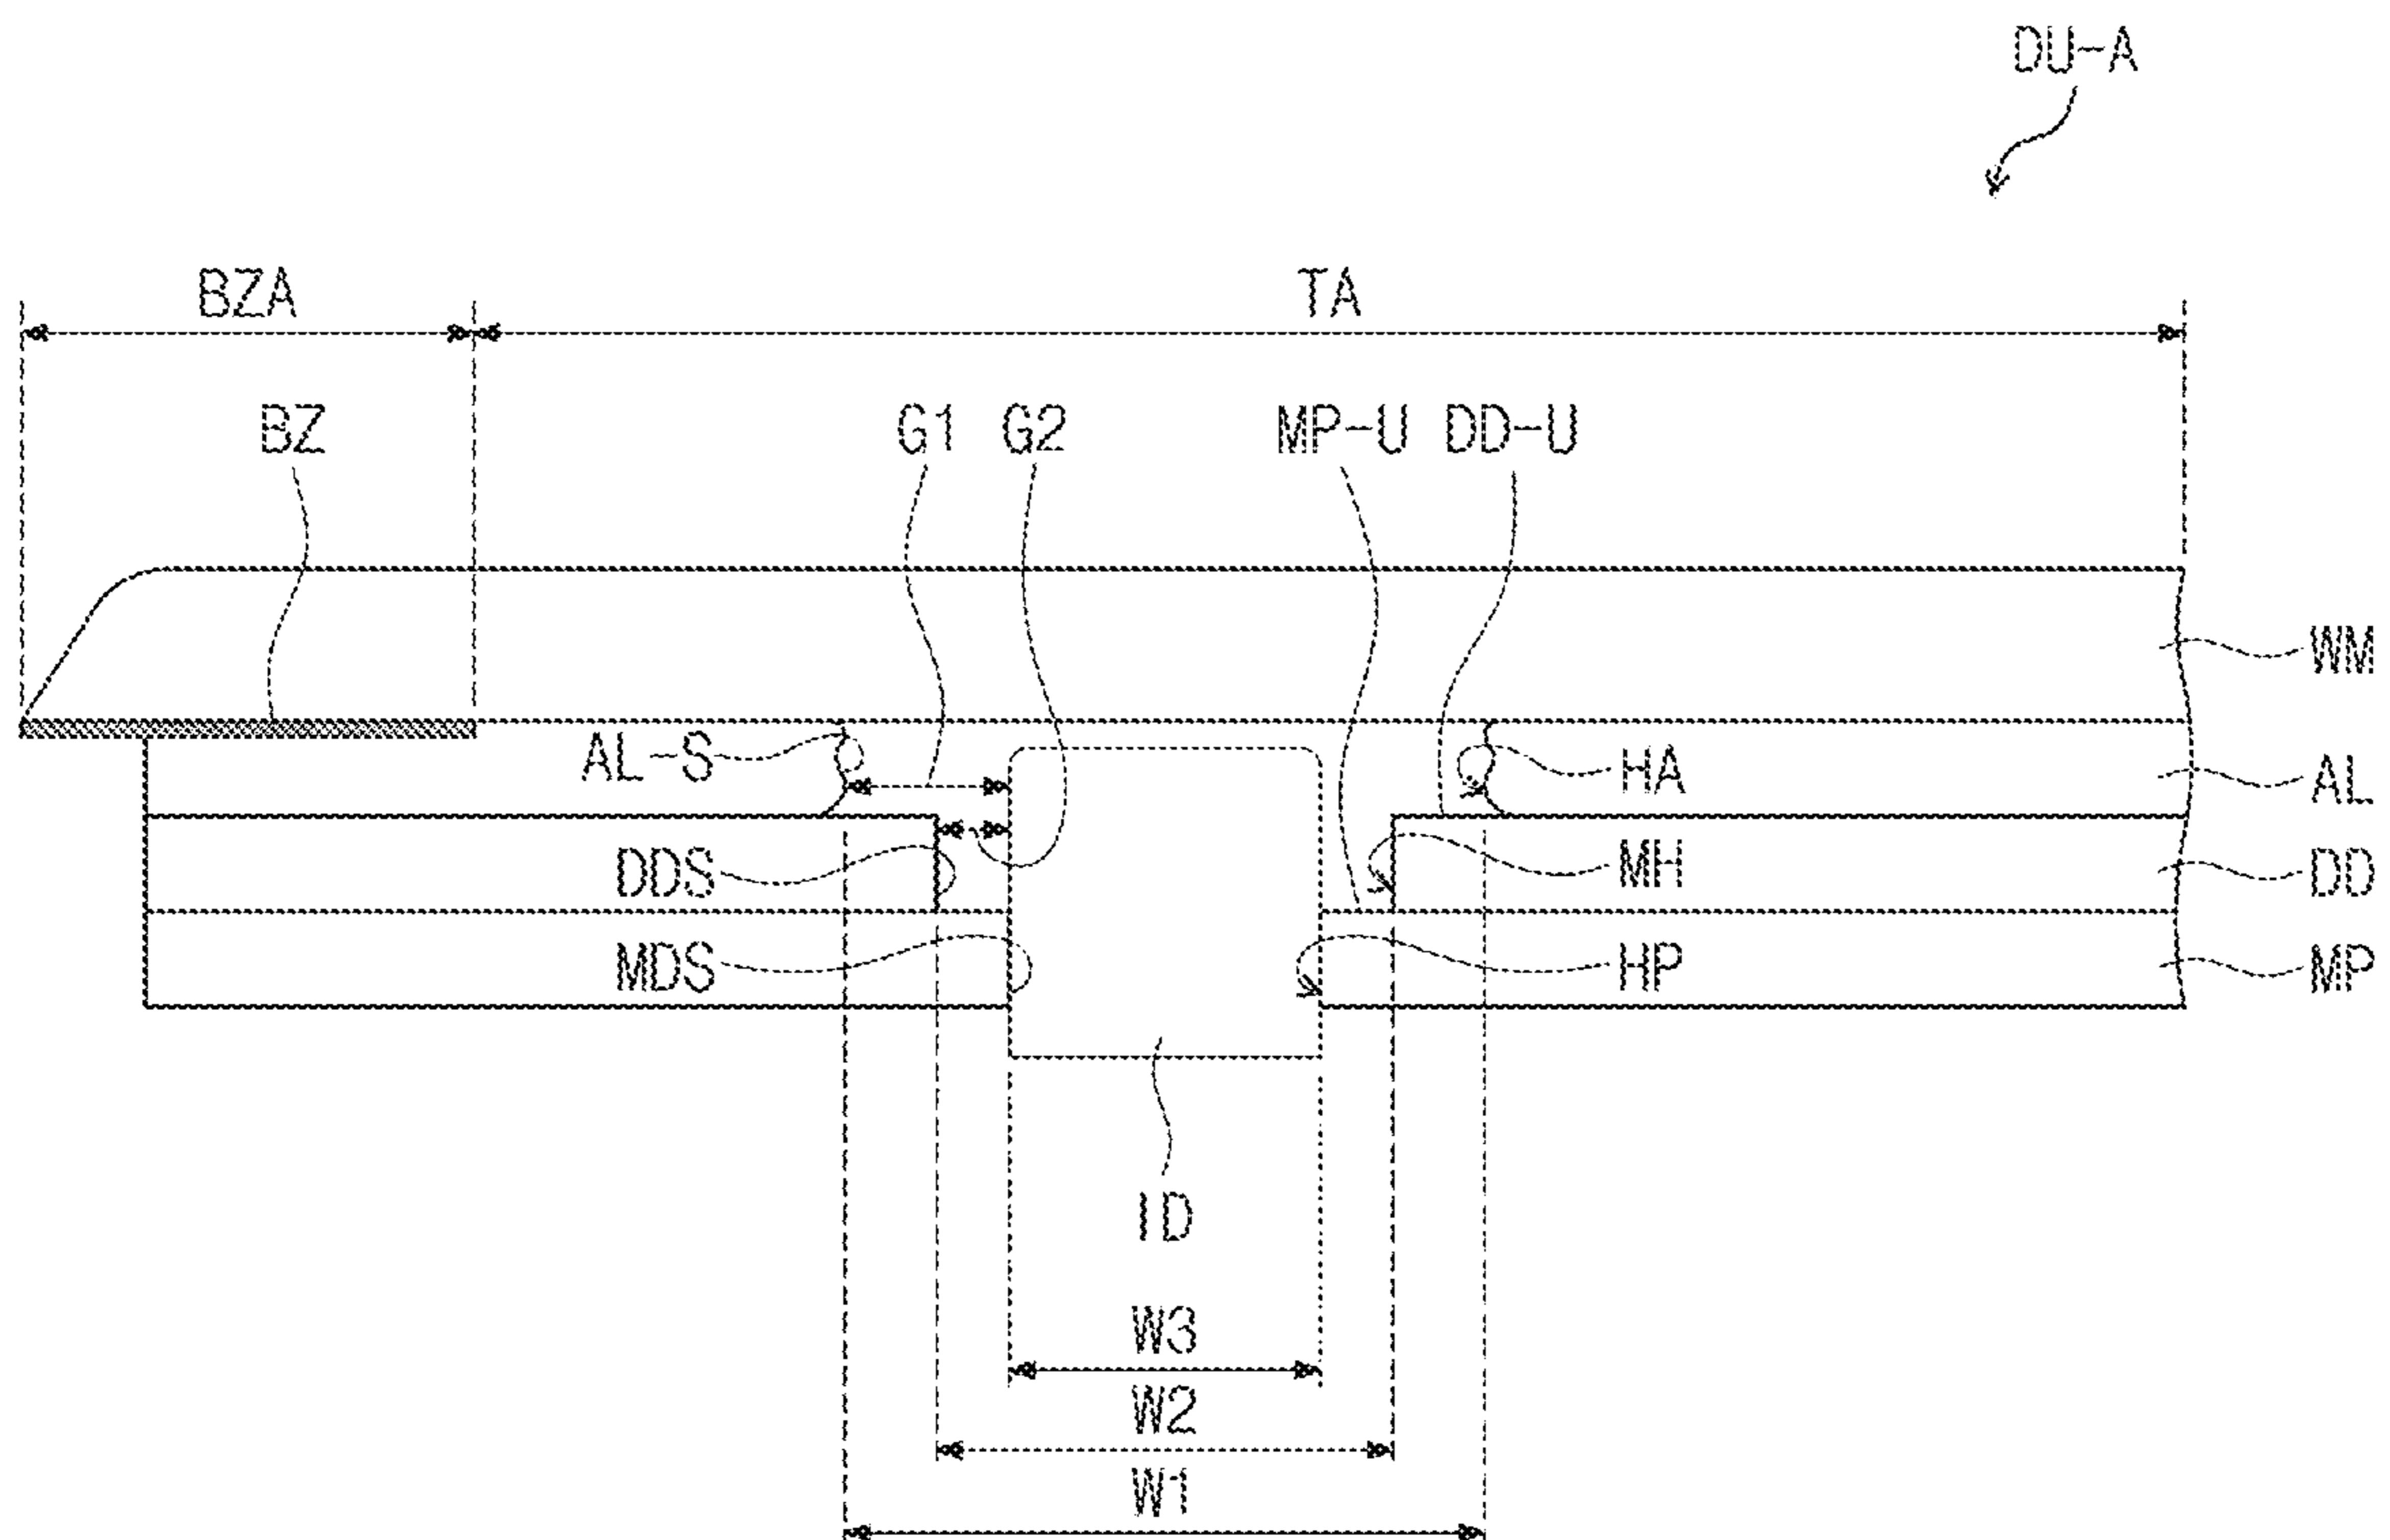 DU-A
BZA TA
BZ G1 G2 MP-U DD-U
WM
AL-S HA AL
DDS MH DD
MDS HP MP
ID
W3
W2
W1